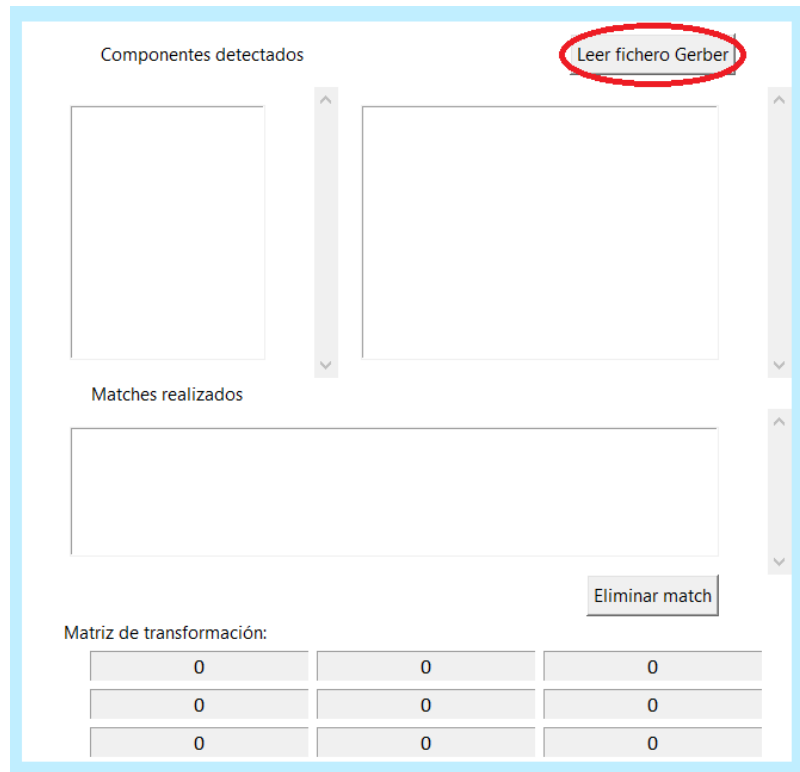 Componentes detectados
Leer fichero Gerber
Matches realizados
Eliminar match
Matriz de transformación:
0 0 0
0 0 0
0 0 0